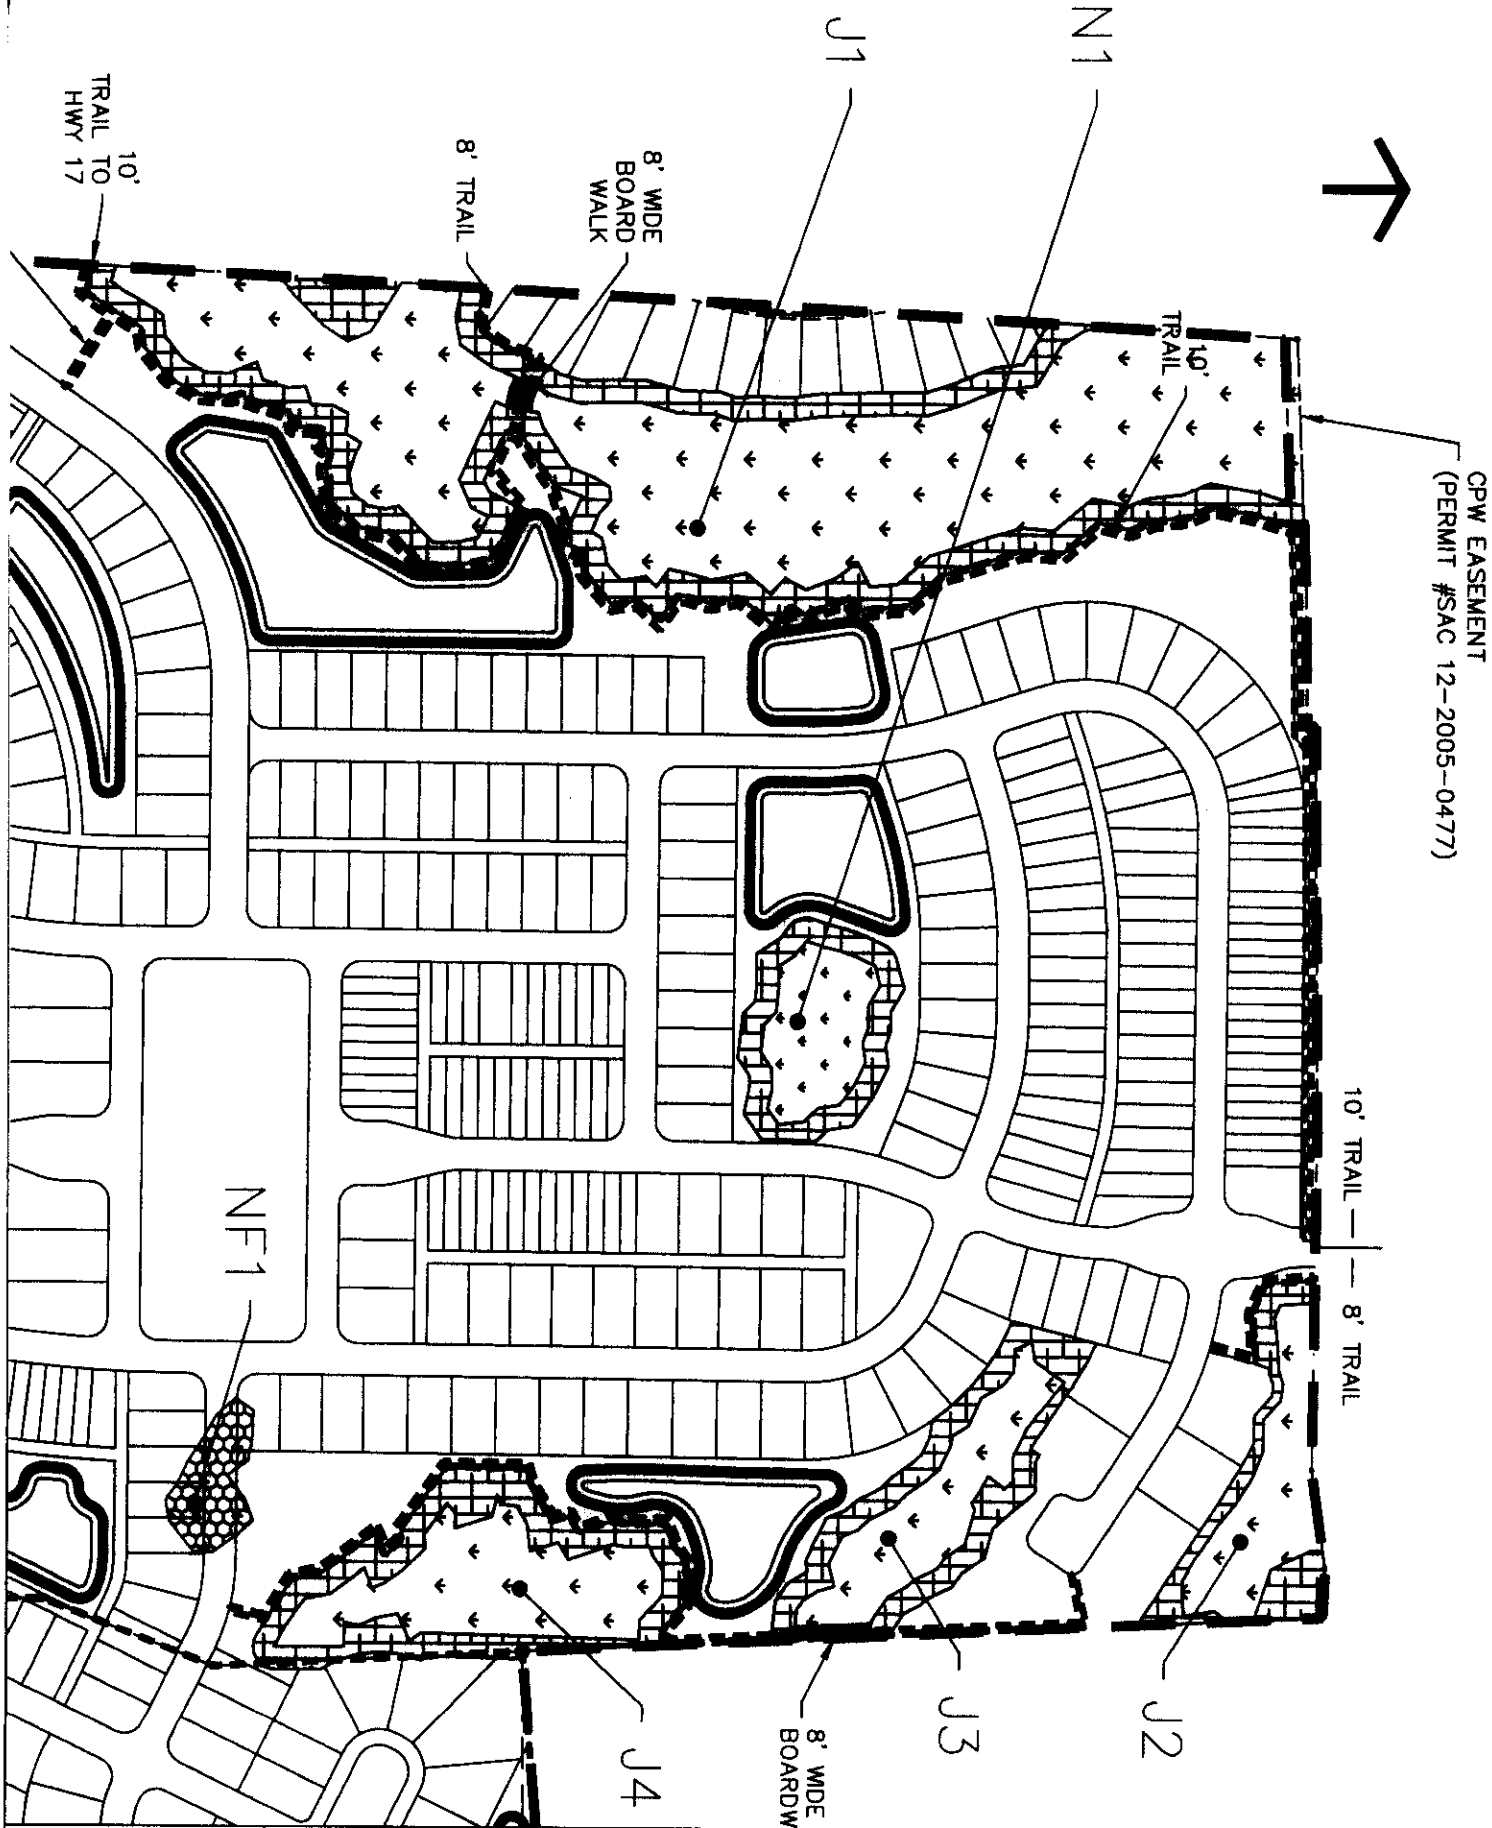 N1
J1
CPW EASEMENT
(PERMIT #SAC 12-2005-0477)
10'
TRAIL TO
HWY 17
8' TRAIL
8' WIDE
BOARD
WALK
10'
TRAIL
10' TRAIL
8' TRAIL
NF1
J2
J3
J4
8' WIDE
BOARDW